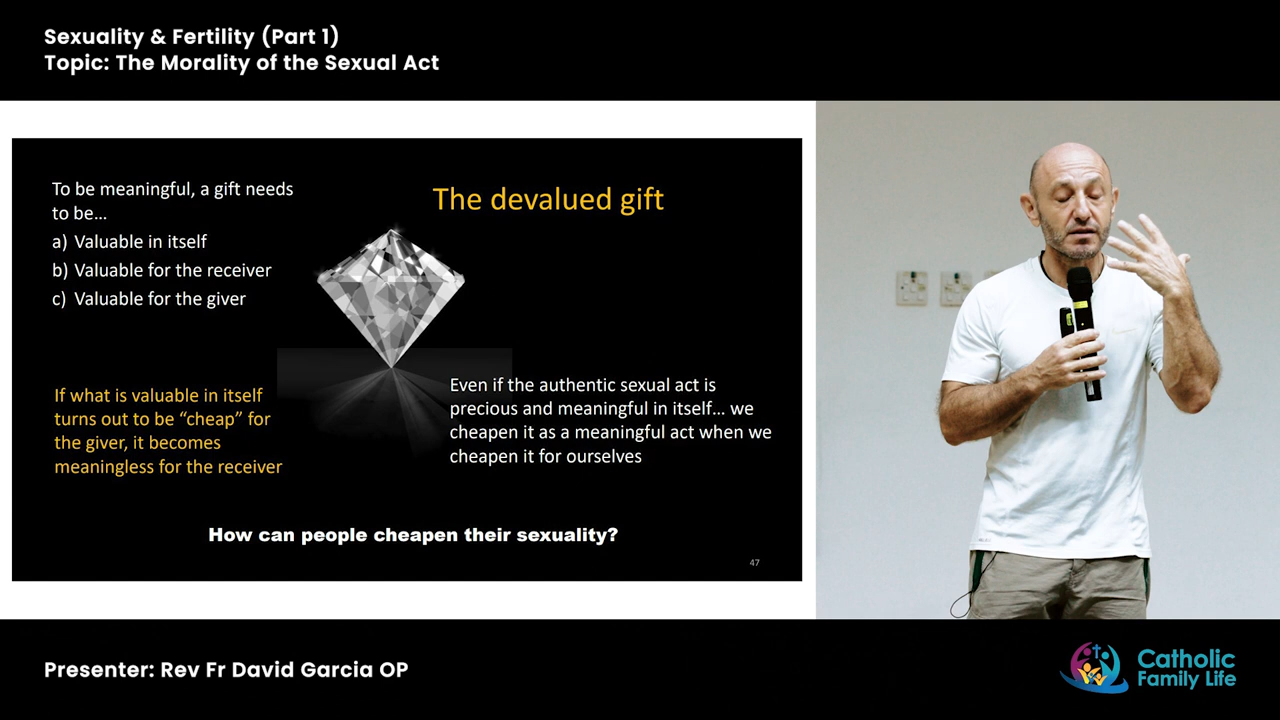 Sexuality & Fertility (Part 1)
Topic: The Morality of the Sexual Act
To be meaningful, a gift needs
to be...
a) Valuable in itself
b) Valuable for the receiver
c) Valuable for the giver
The devalued gift
If what is valuable in itself
turns out to be “cheap” for
the giver, it becomes
meaningless for the receiver
Even if the authentic sexual act is
precious and meaningful in itself... we
cheapen it as a meaningful act when we
cheapen it for ourselves
How can people cheapen their sexuality?
47
Presenter: Rev Fr David Garcia OP
Catholic
Family Life